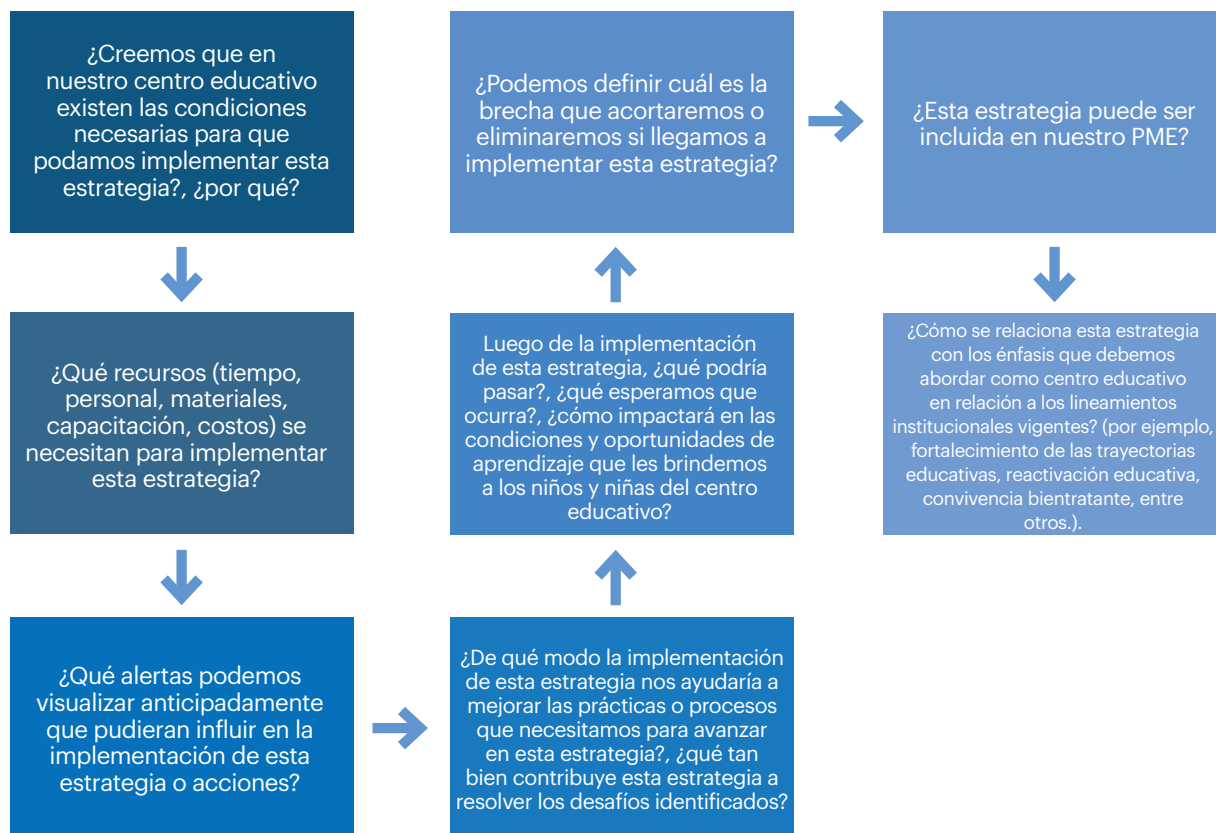 ¿Creemos que en
nuestro centro educativo
existen las condiciones
necesarias para que
podamos implementar esta
estrategia?, ¿por qué?
¿Qué recursos (tiempo,
personal, materiales,
capacitación, costos) se
necesitan para implementar
esta estrategia?
¿Qué alertas podemos
visualizar anticipadamente
que pudieran influir en la
implementación de esta
estrategia o acciones?
¿De qué modo la implementación
de esta estrategia nos ayudaría a
mejorar las prácticas o procesos
que necesitamos para avanzar
en esta estrategia?, ¿qué tan
bien contribuye esta estrategia a
resolver los desafíos identificados?
Luego de la implementación
de esta estrategia, ¿qué podría
pasar?, ¿qué esperamos que
ocurra?, ¿cómo impactará en las
condiciones y oportunidades de
aprendizaje que les brindemos
a los niños y niñas del centro
educativo?
¿Podemos definir cuál es la
brecha que acortaremos o
eliminaremos si llegamos a
implementar esta estrategia?
¿Esta estrategia puede ser
incluida en nuestro PME?
¿Cómo se relaciona esta estrategia
con los énfasis que debemos
abordar como centro educativo
en relación a los lineamientos
institucionales vigentes? (por ejemplo,
fortalecimiento de las trayectorias
educativas, reactivación educativa,
convivencia bientratante, entre
otros.).